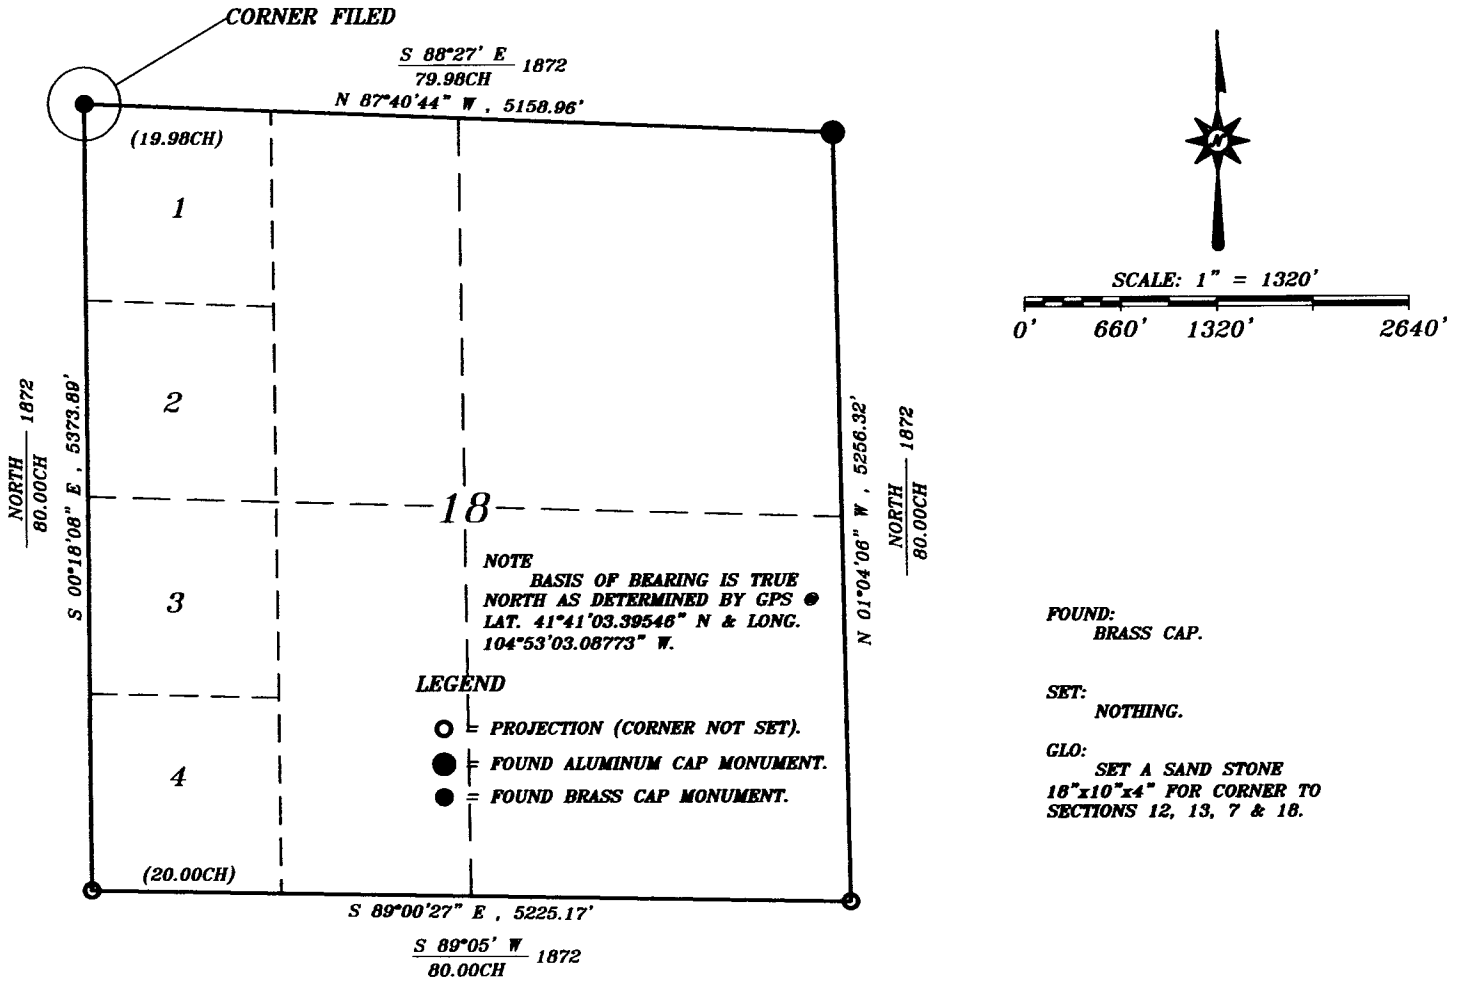 CORNER FILED
S 88°27' E
79.98CH
1872
N 87°40'44" W , 5158.96'
(19.98CH)
1
2
3
4
18
NORTH
80.00CH
1872
S 00°18'08" E , 5373.89'
N 01°04'06" W , 5256.32'
NORTH
80.00CH
1872
NOTE
BASIS OF BEARING IS TRUE
NORTH AS DETERMINED BY GPS @
LAT. 41°41'03.39546" N & LONG.
104°53'03.08773" W.
LEGEND
= PROJECTION (CORNER NOT SET).
= FOUND ALUMINUM CAP MONUMENT.
= FOUND BRASS CAP MONUMENT.
(20.00CH)
S 89°00'27" E , 5225.17'
S 89°05' W
80.00CH
1872
N
SCALE: 1" = 1320'
0' 660' 1320' 2640'
FOUND:
BRASS CAP.
SET:
NOTHING.
GLO:
SET A SAND STONE
18"x10"x4" FOR CORNER TO
SECTIONS 12, 13, 7 & 18.